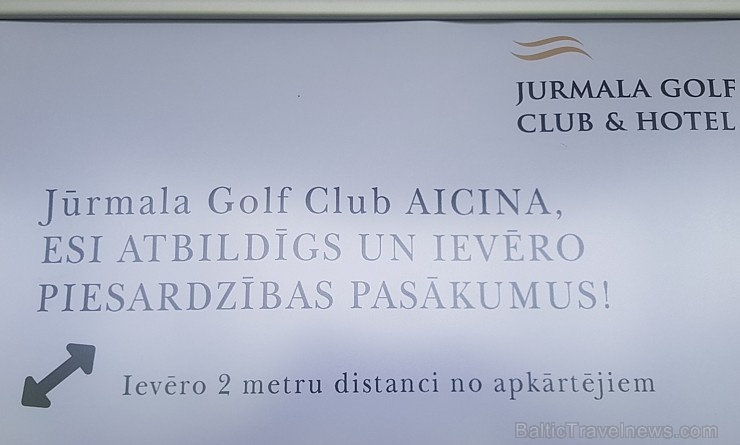 JURMALA GOLF
CLUB & HOTEL
Jūrmala Golf Club AICINA,
ESI ATBILDĪGS UN IEVĒRO
PIESARDZĪBAS PASĀKUMUS!
Ievēro 2 metru distanci no apkārtējiem
BalticTravelnews.com